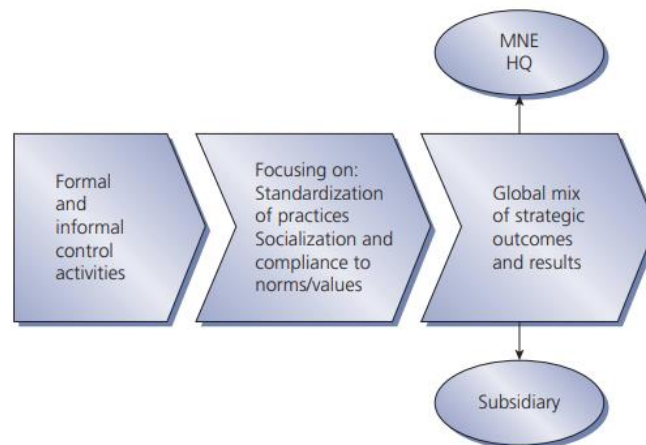 MNE
HQ
Formal
and
informal
control
activities
Focusing on:
Standardization
of practices
Socialization and
compliance to
norms/values
Global mix
of strategic
outcomes
and results
Subsidiary